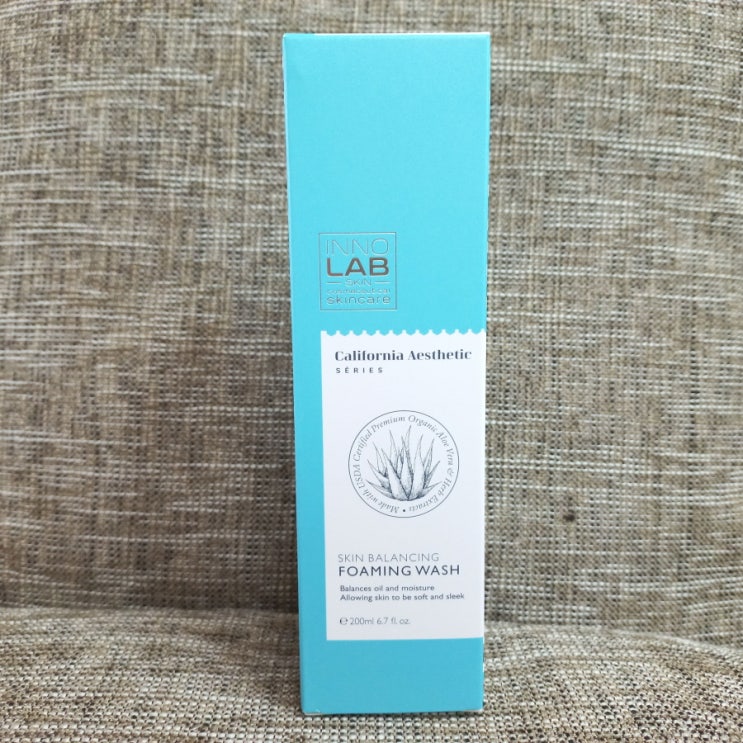 INNO
LAB
SKIN
skincare
California Aesthetic
SÉRIES
Made with USDA Certified Premium Organic Aloe Vera & Herb Extracts •
SKIN BALANCING
FOAMING WASH
Balances oil and moisture
Allowing skin to be soft and sleek
℮ 200ml 6.7 fl. oz.